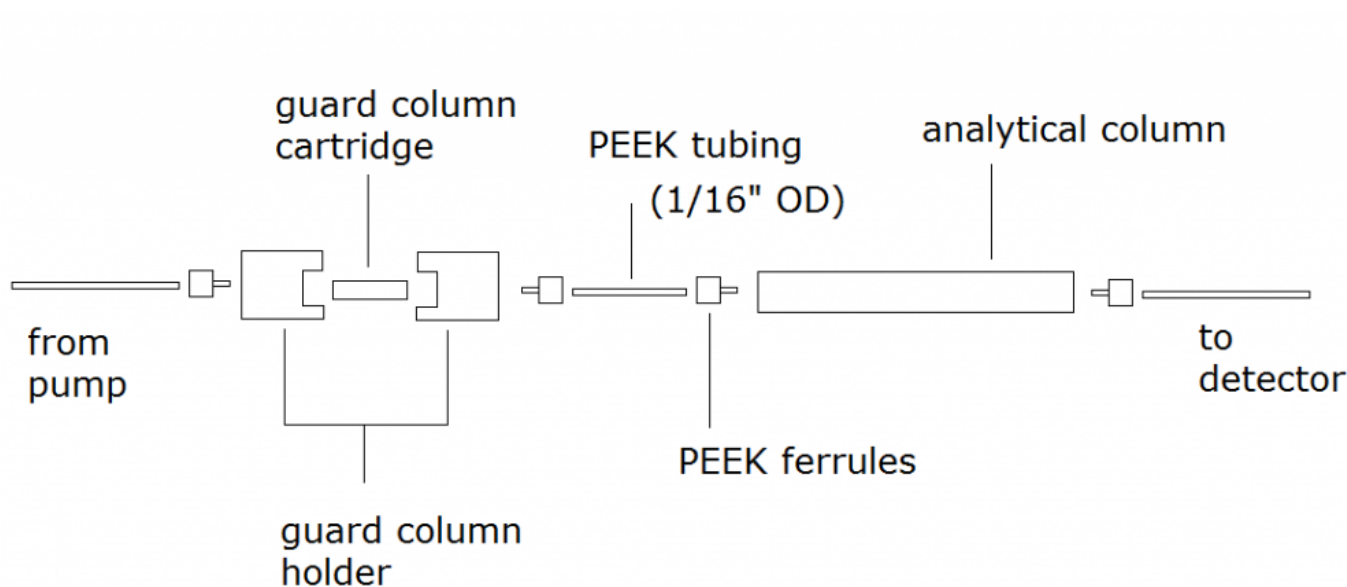 guard column
cartridge
PEEK tubing
(1/16" OD)
analytical column
from
pump
to
detector
PEEK ferrules
guard column
holder